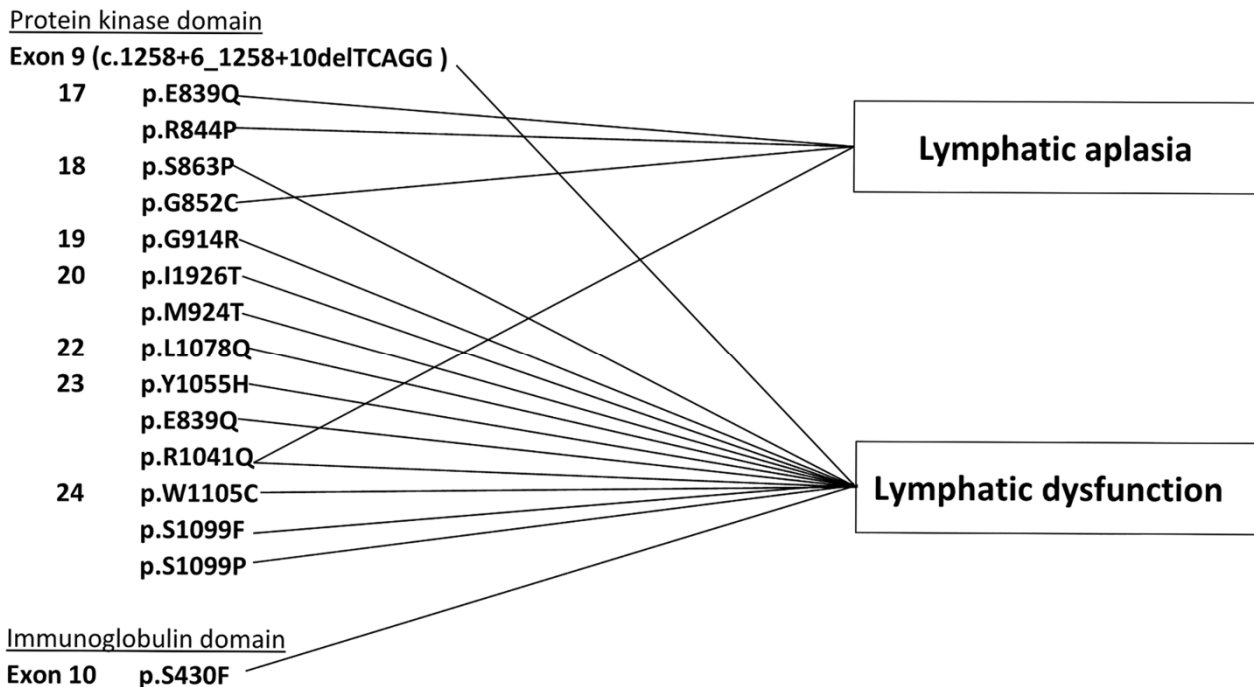 Protein kinase domain
Exon 9 (c.1258+6_1258+10delTCAGG )
17 p.E839Q
p.R844P
18 p.S863P
p.G852C
19 p.G914R
20 p.I1926T
p.M924T
22 p.L1078Q
23 p.Y1055H
p.E839Q
p.R1041Q
24 p.W1105C
p.S1099F
p.S1099P
Immunoglobulin domain
Exon 10 p.S430F
Lymphatic aplasia
Lymphatic dysfunction